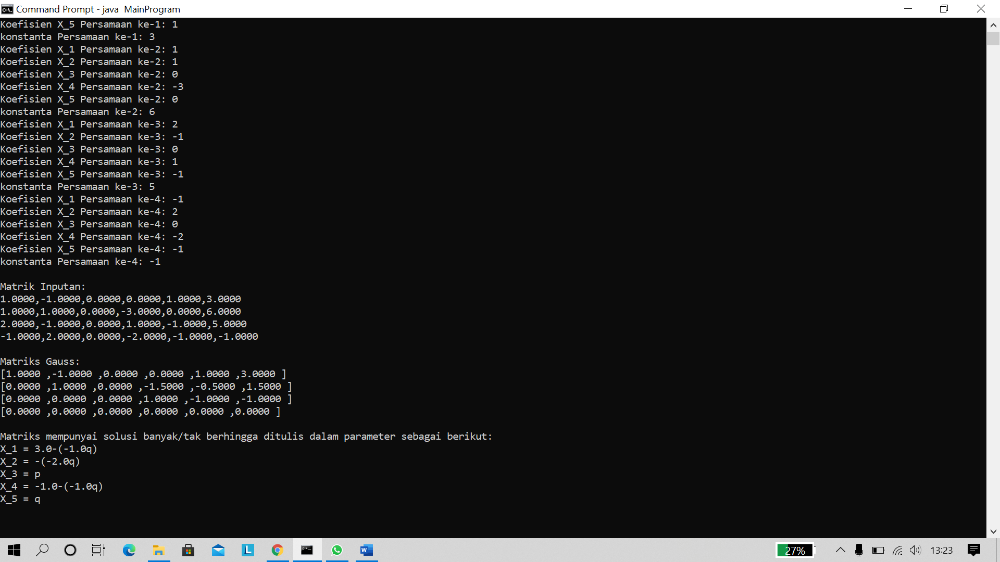 Command Prompt - java  MainProgram
Koefisien X_5 Persamaan ke-1: 1
konstanta Persamaan ke-1: 3
Koefisien X_1 Persamaan ke-2: 1
Koefisien X_2 Persamaan ke-2: 1
Koefisien X_3 Persamaan ke-2: 0
Koefisien X_4 Persamaan ke-2: -3
Koefisien X_5 Persamaan ke-2: 0
konstanta Persamaan ke-2: 6
Koefisien X_1 Persamaan ke-3: 2
Koefisien X_2 Persamaan ke-3: -1
Koefisien X_3 Persamaan ke-3: 0
Koefisien X_4 Persamaan ke-3: 1
Koefisien X_5 Persamaan ke-3: -1
konstanta Persamaan ke-3: 5
Koefisien X_1 Persamaan ke-4: -1
Koefisien X_2 Persamaan ke-4: 2
Koefisien X_3 Persamaan ke-4: 0
Koefisien X_4 Persamaan ke-4: -2
Koefisien X_5 Persamaan ke-4: -1
konstanta Persamaan ke-4: -1
Matrik Inputan:
1.0000,-1.0000,0.0000,0.0000,1.0000,3.0000
1.0000,1.0000,0.0000,-3.0000,0.0000,6.0000
2.0000,-1.0000,0.0000,1.0000,-1.0000,5.0000
-1.0000,2.0000,0.0000,-2.0000,-1.0000,-1.0000
Matriks Gauss:
[1.0000 ,-1.0000 ,0.0000 ,0.0000 ,1.0000 ,3.0000 ]
[0.0000 ,1.0000 ,0.0000 ,-1.5000 ,-0.5000 ,1.5000 ]
[0.0000 ,0.0000 ,0.0000 ,1.0000 ,-1.0000 ,-1.0000 ]
[0.0000 ,0.0000 ,0.0000 ,0.0000 ,0.0000 ,0.0000 ]
Matriks mempunyai solusi banyak/tak berhingga ditulis dalam parameter sebagai berikut:
X_1 = 3.0-(-1.0q)
X_2 = -(-2.0q)
X_3 = p
X_4 = -1.0-(-1.0q)
X_5 = q
27%
13:23